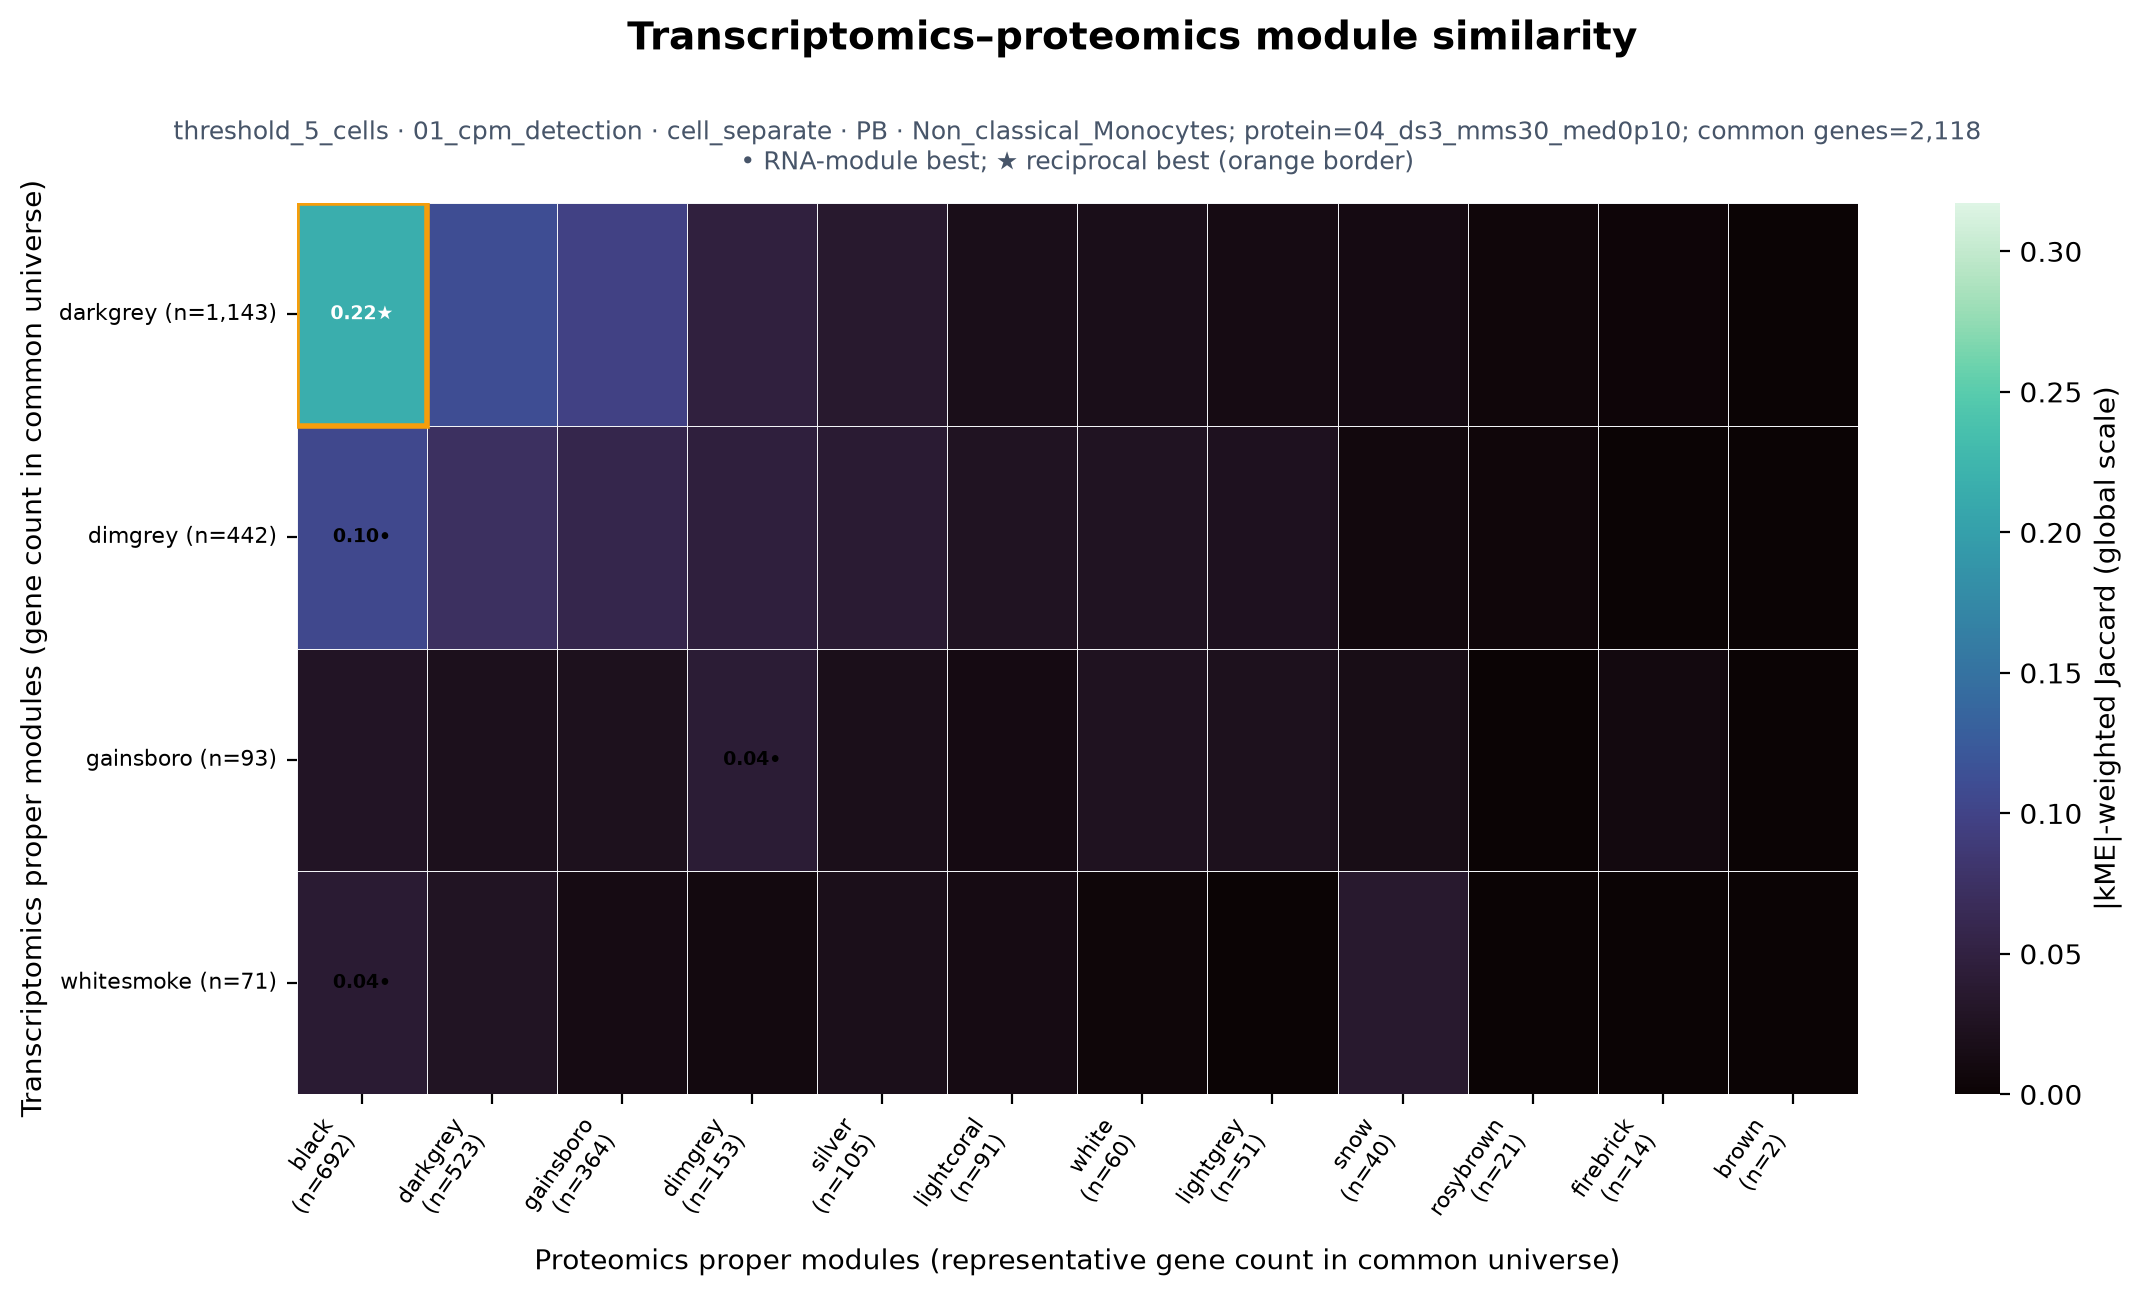 Transcriptomics–proteomics module similarity
threshold_5_cells · 01_cpm_detection · cell_separate · PB · Non_classical_Monocytes; protein=04_ds3_mms30_med0p10; common genes=2,118
• RNA-module best; ★ reciprocal best (orange border)
Transcriptomics proper modules (gene count in common universe)
darkgrey (n=1,143)
dimgrey (n=442)
gainsboro (n=93)
whitesmoke (n=71)
0.22★
0.10•
0.04•
0.04•
black
(n=692)
darkgrey
(n=523)
gainsboro
(n=364)
dimgrey
(n=153)
silver
(n=105)
lightcoral
(n=91)
white
(n=60)
lightgrey
(n=51)
snow
(n=40)
rosybrown
(n=21)
firebrick
(n=14)
brown
(n=2)
Proteomics proper modules (representative gene count in common universe)
0.30
0.25
0.20
0.15
0.10
0.05
0.00
|kME|-weighted Jaccard (global scale)